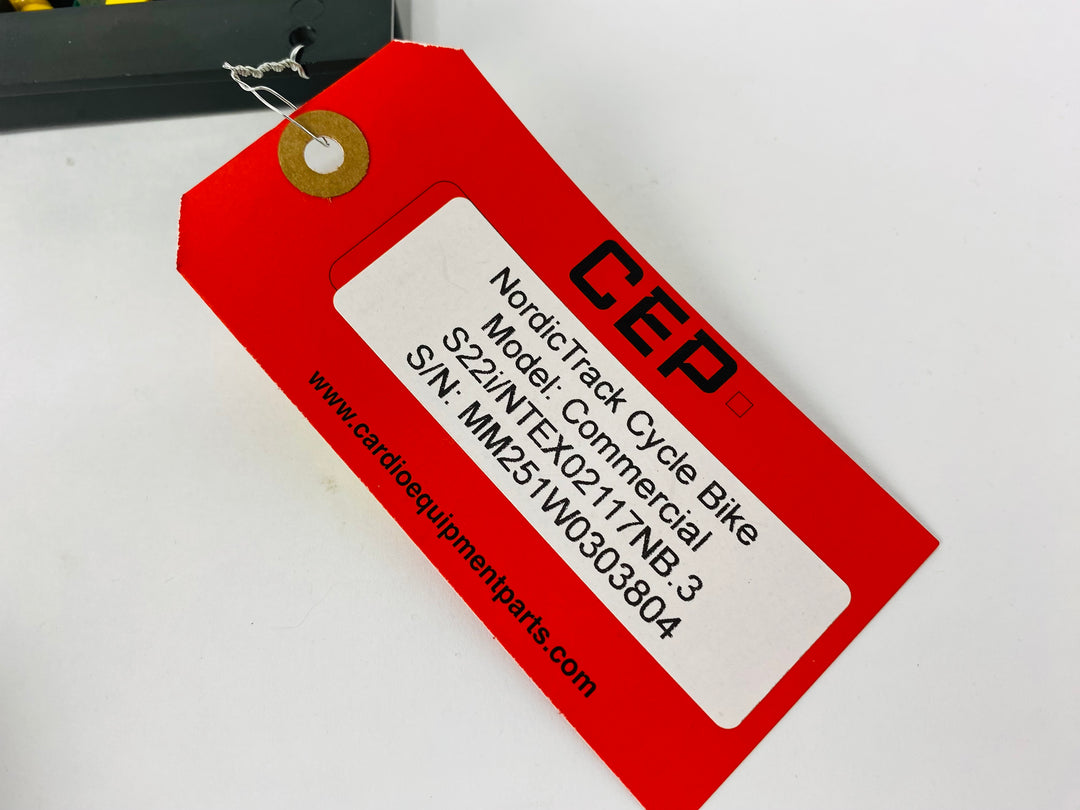 CEP
NordicTrack Cycle Bike
Model: Commercial
S22i/NTEX02117NB.3
S/N: MM251W0303804
www.cardioequipmentparts.com